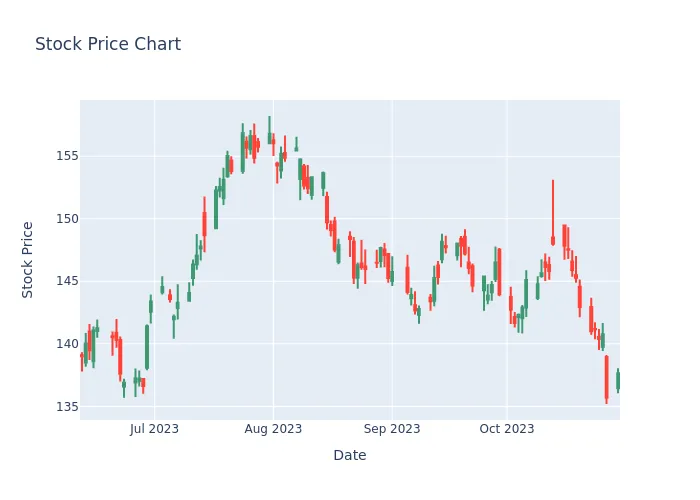 Stock Price Chart
Stock Price
155
150
145
140
135
Jul 2023
Aug 2023
Sep 2023
Oct 2023
Date